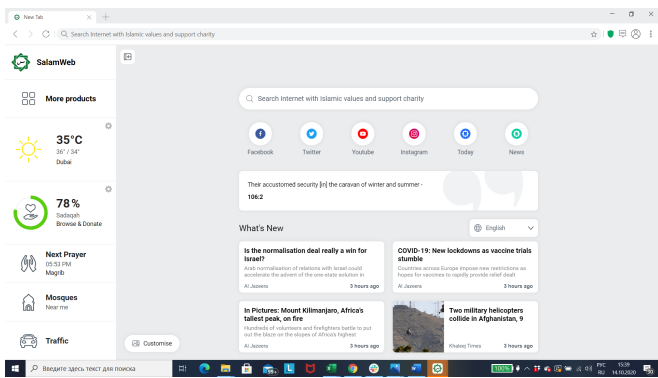 New Tab
Search Internet with Islamic values and support charity
SalamWeb
More products
35°C
36° / 34°
Dubai
78%
Sadaqah
Browse & Donate
Next Prayer
05:53 PM
Magrib
Mosques
Near me
Traffic
Customise
Search Internet with Islamic values and support charity
Facebook
Twitter
Youtube
Instagram
Today
News
Their accustomed security [in] the caravan of winter and summer -
106:2
What's New
English
Is the normalisation deal really a win for
Israel?
Arab normalisation of relations with Israel could
accelerate the advent of the one-state solution in
Al Jazeera
3 hours ago
COVID-19: New lockdowns as vaccine trials
stumble
Countries across Europe impose new restrictions as
hopes for vaccines to rapidly provide relief dealt
Al Jazeera
3 hours ago
In Pictures: Mount Kilimanjaro, Africa's
tallest peak, on fire
Hundreds of volunteers and firefighters battle to put
out the blaze on the slopes of Africa's highest
Al Jazeera
3 hours ago
Two military helicopters
collide in Afghanistan, 9
Khaleej Times
3 hours ago
Введите здесь текст для поиска
99+
100%
РУС
RU
15:39
14.10.2020